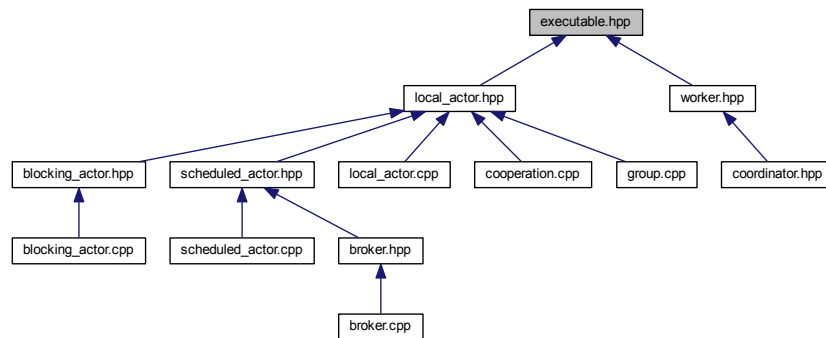 executable.hpp
local_actor.hpp
worker.hpp
blocking_actor.hpp
scheduled_actor.hpp
local_actor.cpp
cooperation.cpp
group.cpp
coordinator.hpp
blocking_actor.cpp
scheduled_actor.cpp
broker.hpp
broker.cpp